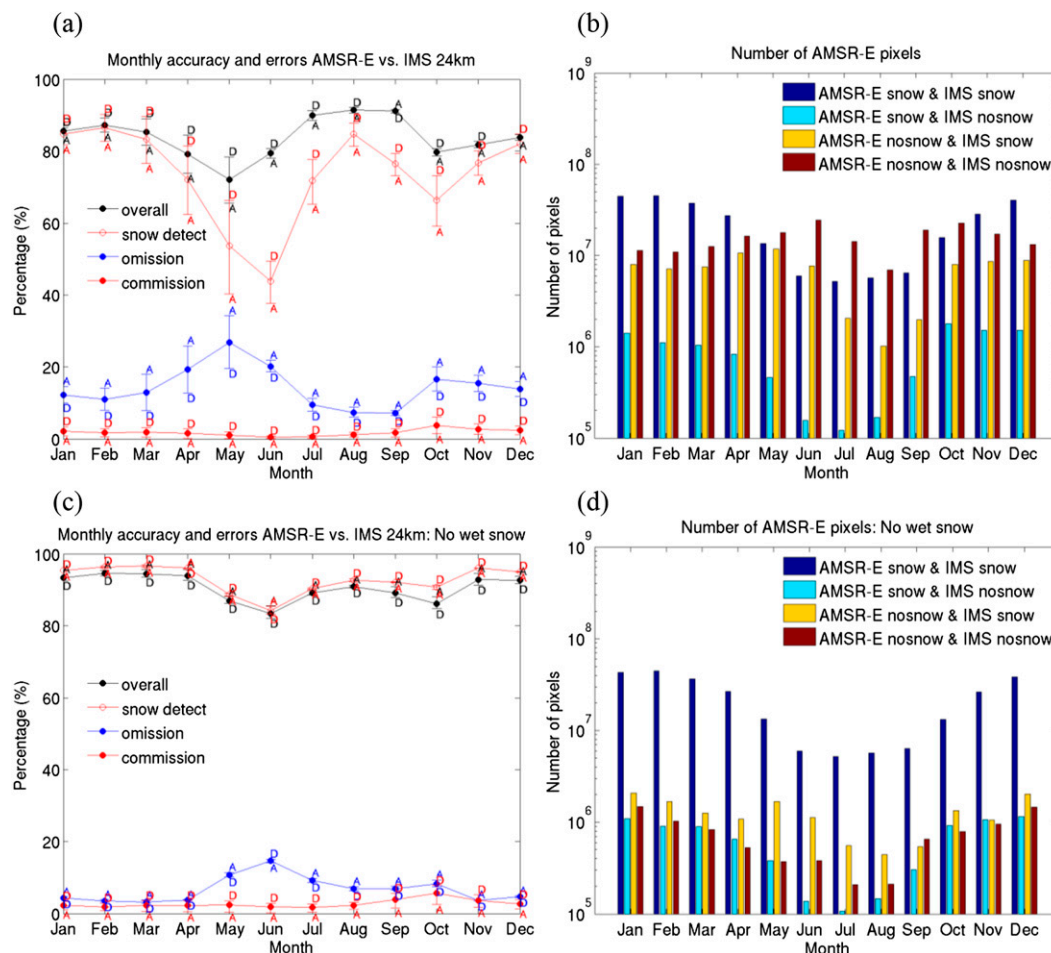 (a)
Monthly accuracy and errors AMSR-E vs. IMS 24km
Percentage (%)
100
80
60
40
20
0
overall
snow detect
omission
commission
Jan Feb Mar Apr May Jun Jul Aug Sep Oct Nov Dec
Month
(b)
Number of AMSR-E pixels
Number of pixels
10^9
10^8
10^7
10^6
10^5
AMSR-E snow & IMS snow
AMSR-E snow & IMS nosnow
AMSR-E nosnow & IMS snow
AMSR-E nosnow & IMS nosnow
Jan Feb Mar Apr May Jun Jul Aug Sep Oct Nov Dec
Month
(c)
Monthly accuracy and errors AMSR-E vs. IMS 24km: No wet snow
Percentage (%)
100
80
60
40
20
0
overall
snow detect
omission
commission
Jan Feb Mar Apr May Jun Jul Aug Sep Oct Nov Dec
Month
(d)
Number of AMSR-E pixels: No wet snow
Number of pixels
10^9
10^8
10^7
10^6
10^5
AMSR-E snow & IMS snow
AMSR-E snow & IMS nosnow
AMSR-E nosnow & IMS snow
AMSR-E nosnow & IMS nosnow
Jan Feb Mar Apr May Jun Jul Aug Sep Oct Nov Dec
Month